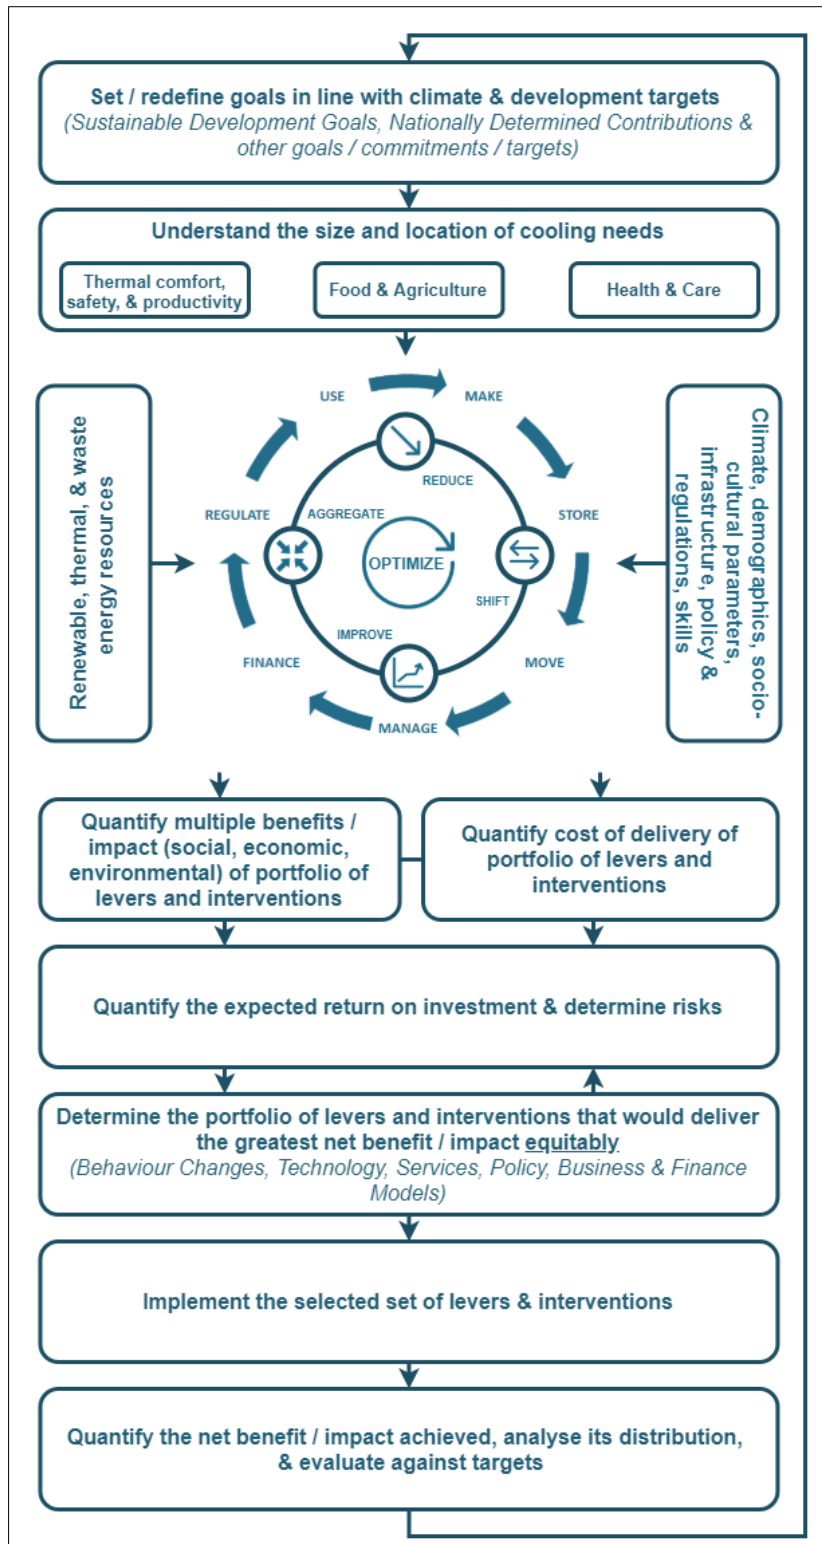 Set / redefine goals in line with climate & development targets
(Sustainable Development Goals, Nationally Determined Contributions &
other goals / commitments / targets)
Understand the size and location of cooling needs
Thermal comfort,
safety, & productivity
Food & Agriculture
Health & Care
Renewable, thermal, & waste
energy resources
USE
MAKE
REDUCE
REGULATE
AGGREGATE
STORE
OPTIMIZE
SHIFT
IMPROVE
FINANCE
MOVE
MANAGE
Climate, demographics, socio-
cultural parameters,
infrastructure, policy &
regulations, skills
Quantify multiple benefits /
impact (social, economic,
environmental) of portfolio of
levers and interventions
Quantify cost of delivery of
portfolio of levers and
interventions
Quantify the expected return on investment & determine risks
Determine the portfolio of levers and interventions that would deliver
the greatest net benefit / impact equitably
(Behaviour Changes, Technology, Services, Policy, Business & Finance
Models)
Implement the selected set of levers & interventions
Quantify the net benefit / impact achieved, analyse its distribution,
& evaluate against targets